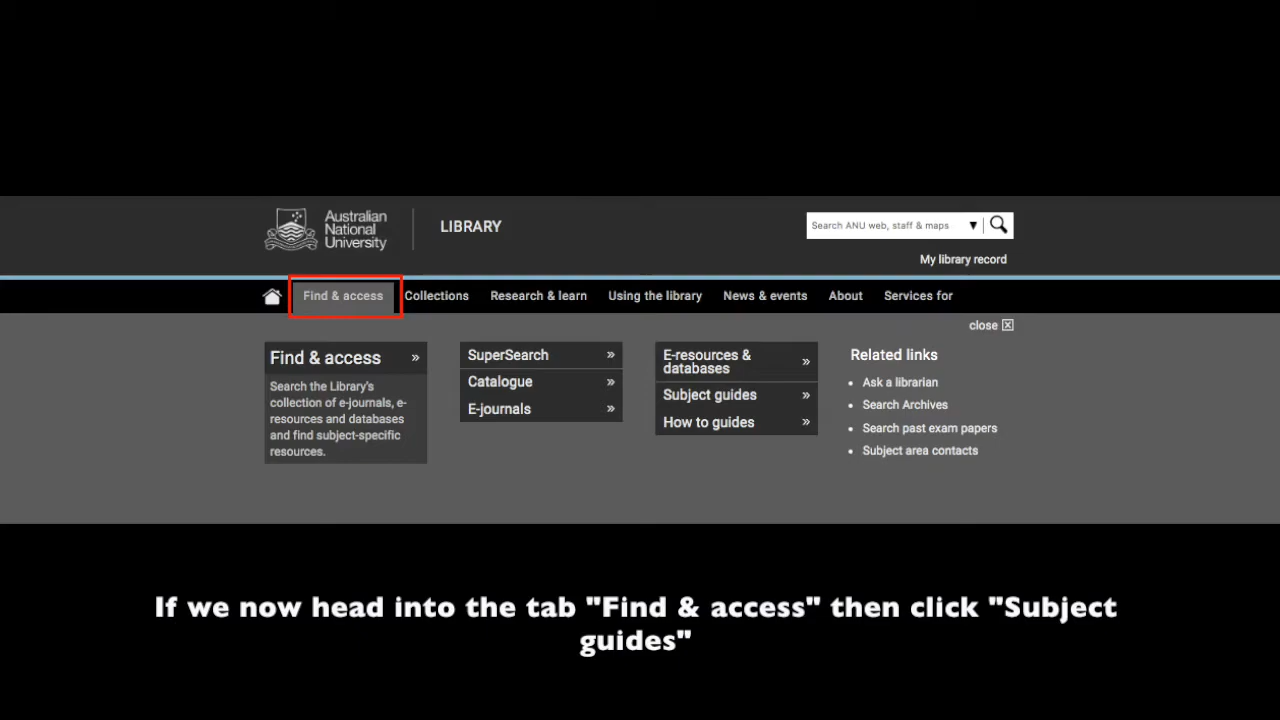 Australian
National
University
LIBRARY
Search ANU web, staff & maps
My library record
Find & access
Collections
Research & learn
Using the library
News & events
About
Services for
close
Find & access »
Search the Library's
collection of e-journals, e-
resources and databases
and find subject-specific
resources.
SuperSearch »
Catalogue »
E-journals »
E-resources &
databases »
Subject guides »
How to guides »
Related links
• Ask a librarian
• Search Archives
• Search past exam papers
• Subject area contacts
If we now head into the tab "Find & access" then click "Subject
guides"